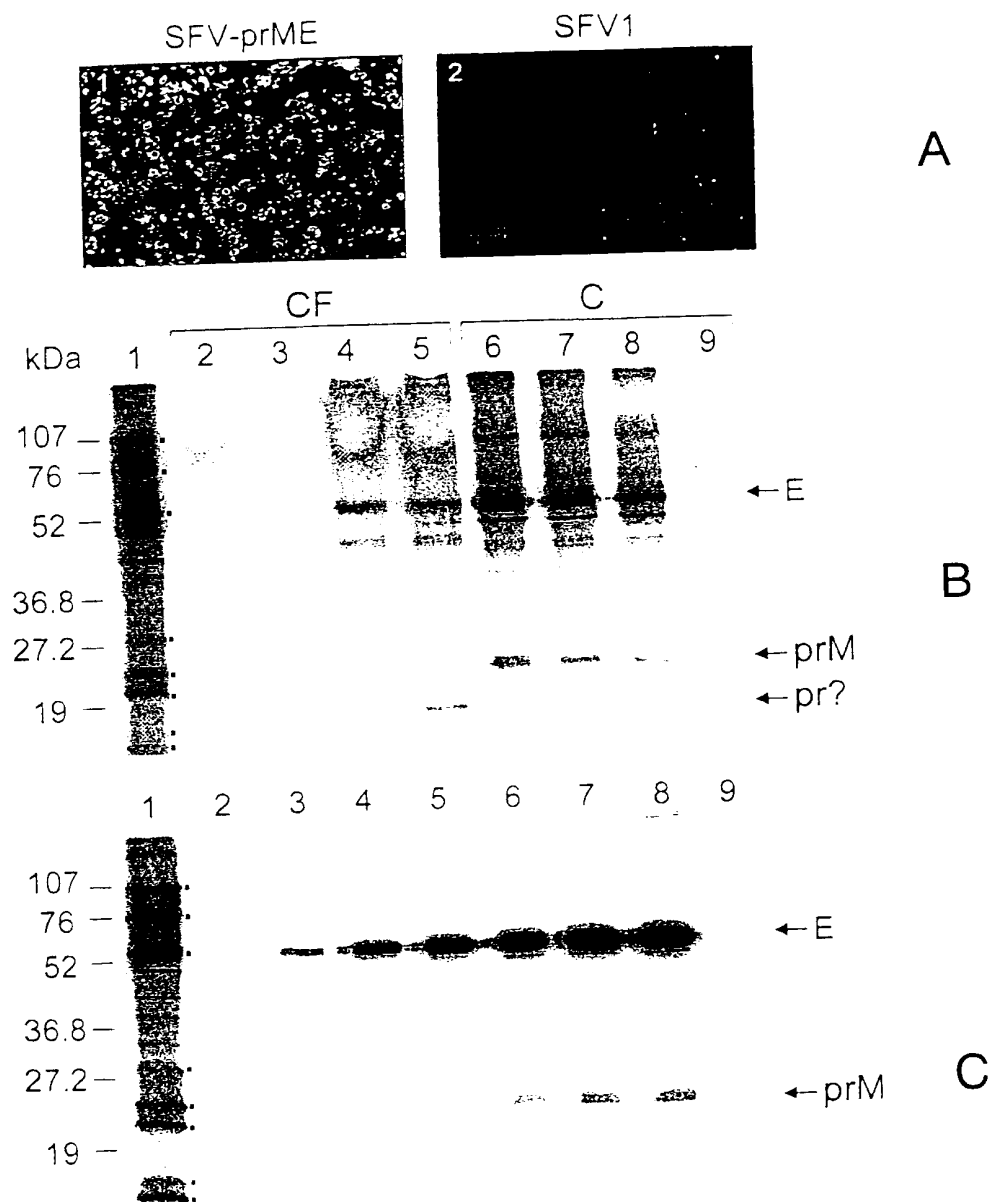 SFV-prME SFV1
1 2
A
CF C
kDa 1 2 3 4 5 6 7 8 9
107
76
← E
52
B
36.8
27.2
← prM
← pr?
19
1 2 3 4 5 6 7 8 9
107
76
← E
52
36.8
C
27.2
← prM
19